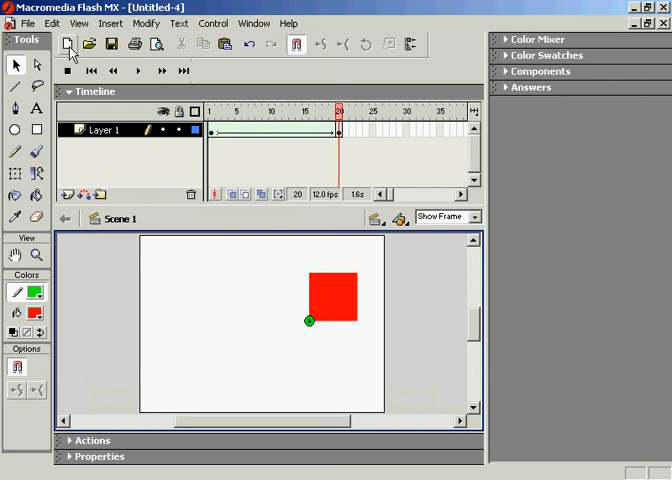 Macromedia Flash MX - [Untitled-4]
File Edit View Insert Modify Text Control Window Help
Tools
Color Mixer
Color Swatches
Components
Answers
Timeline
1 5 10 15 20 25 30 35 40
Layer 1
20 12.0 fps 1.6s
Scene 1
Show Frame
A
View
Colors
Options
Actions
Properties